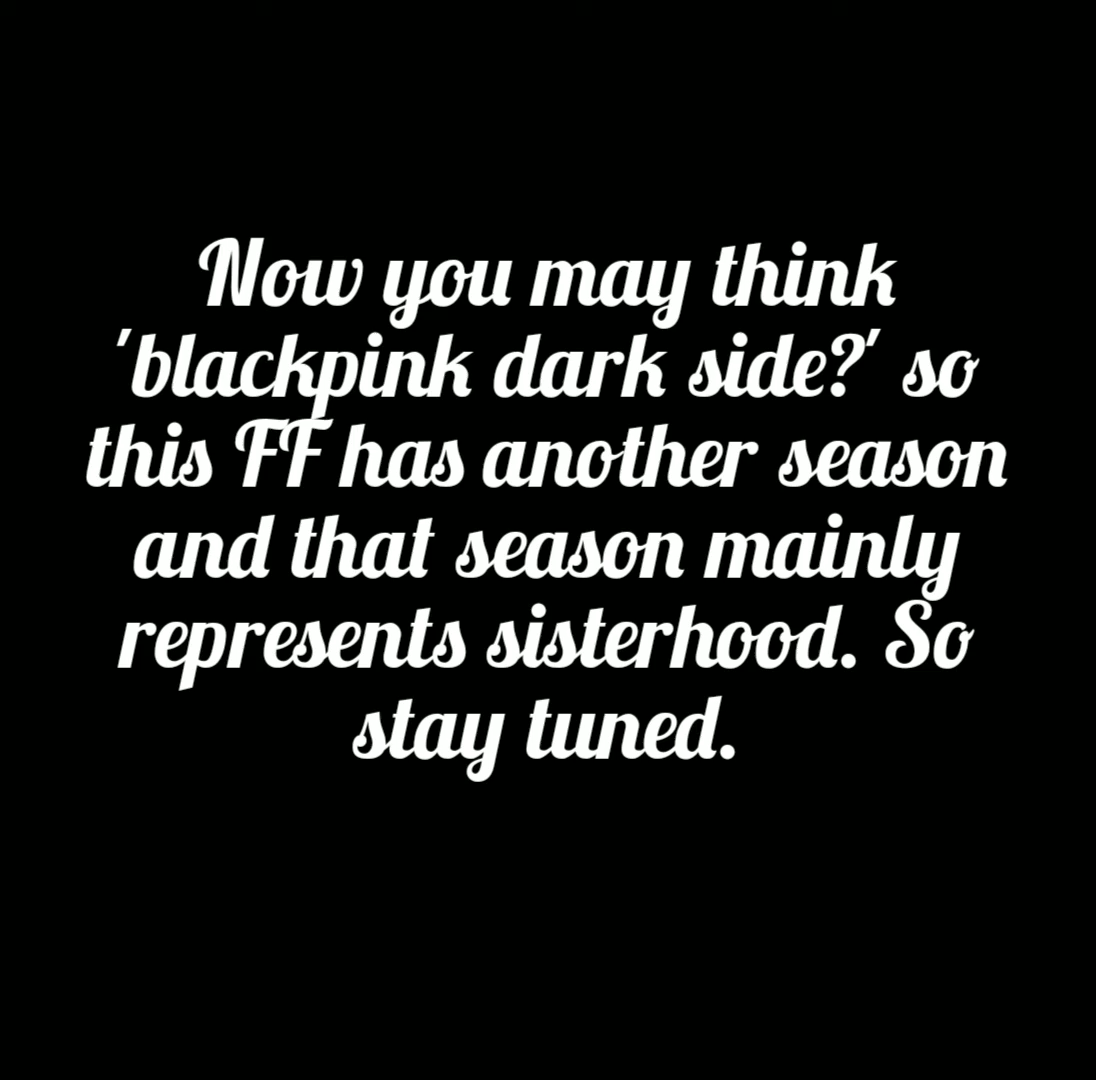 Now you may think
'blackpink dark side?' so
this FF has another season
and that season mainly
represents sisterhood. So
stay tuned.